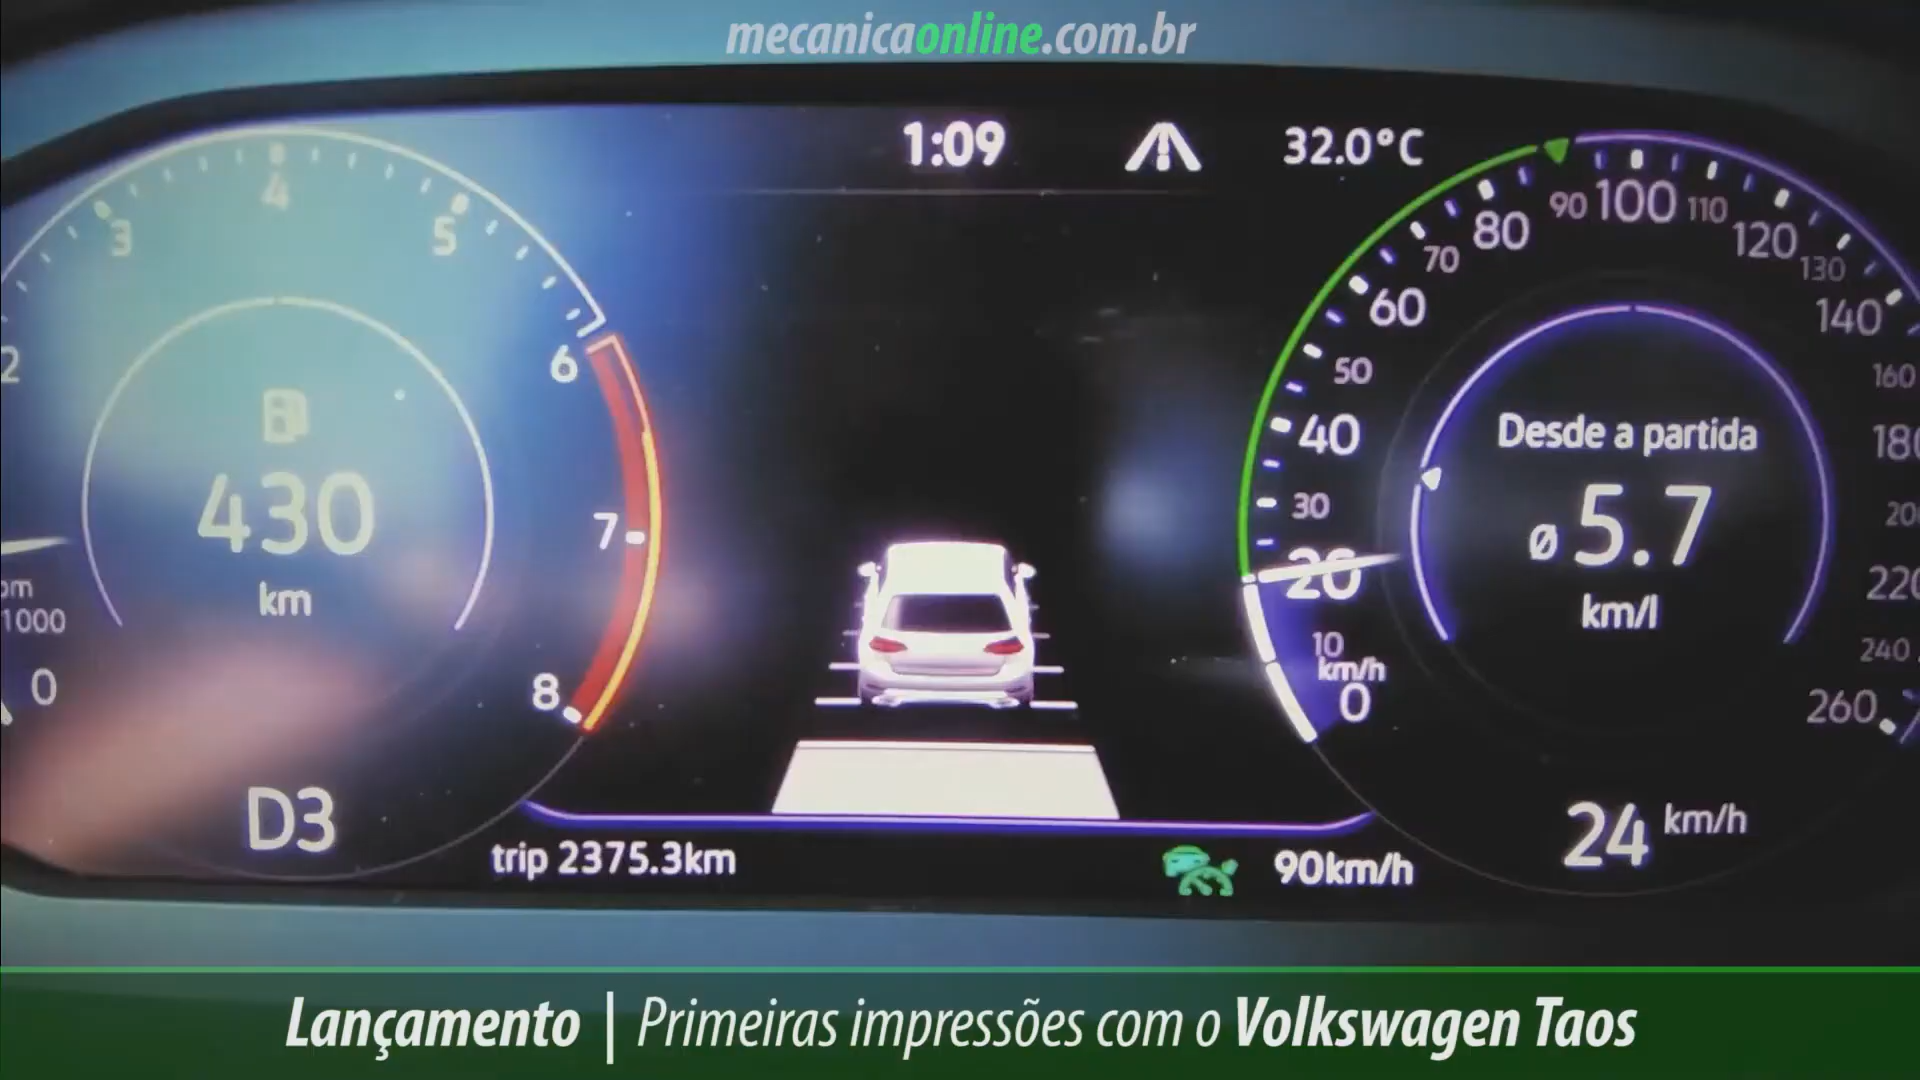 mecanicaonline.com.br
1:09
32.0°C
0
1000
2
3
4
5
6
7
8
430
km
D3
trip 2375.3km
90km/h
0
10
km/h
20
30
40
50
60
70
80
90
100
110
120
130
140
160
220
240
260
Desde a partida
ø 5.7
km/l
24 km/h
Lançamento | Primeiras impressões com o Volkswagen Taos